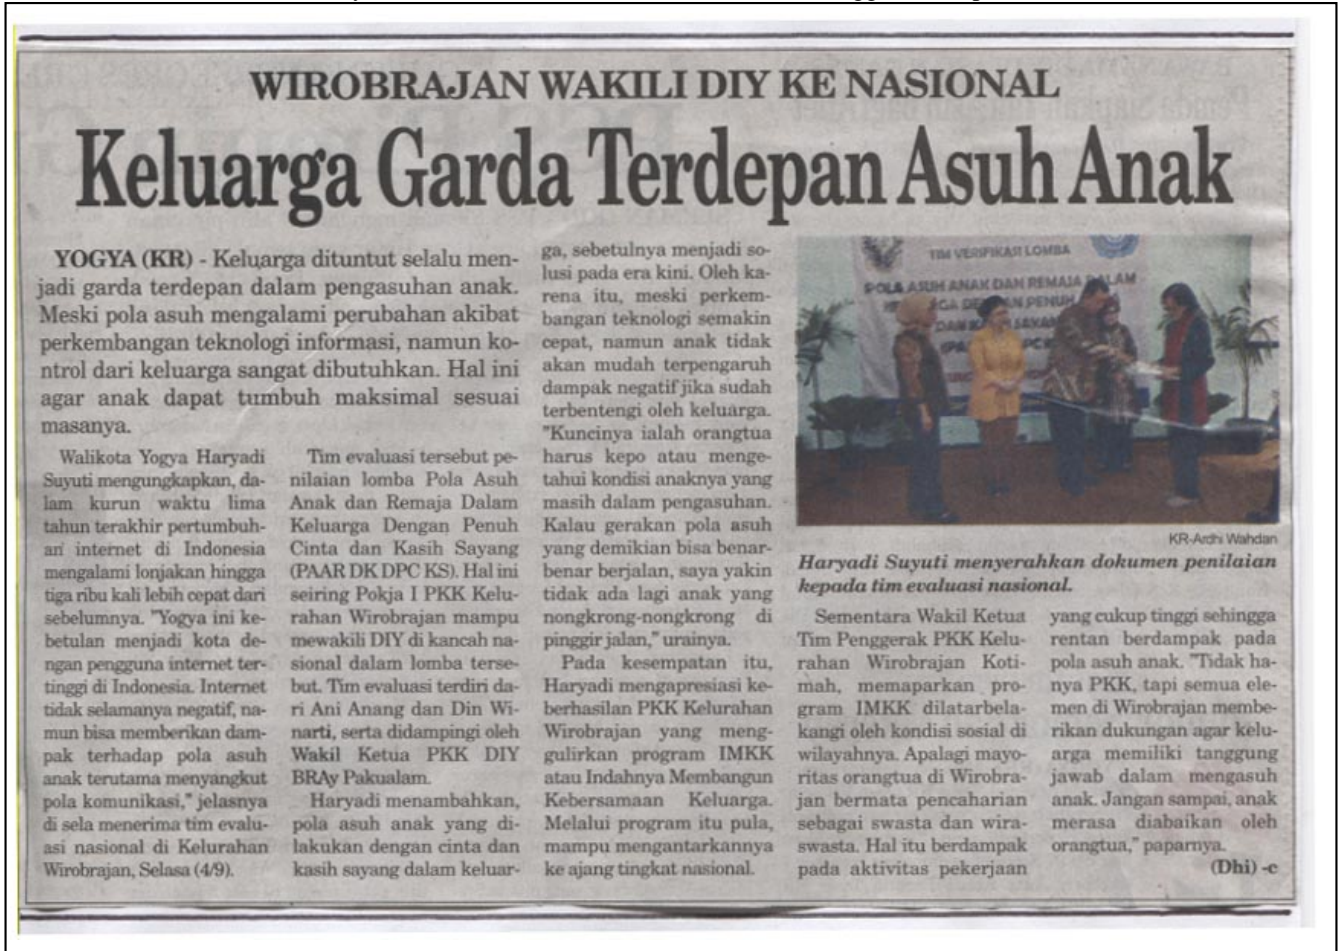 WIROBRAJAN WAKILI DIY KE NASIONAL
Keluarga Garda Terdepan Asuh Anak
YOGYA (KR) - Keluarga dituntut selalu men-
jadi garda terdepan dalam pengasuhan anak.
Meski pola asuh mengalami perubahan akibat
perkembangan teknologi informasi, namun ko-
ntrol dari keluarga sangat dibutuhkan. Hal ini
agar anak dapat tumbuh maksimal sesuai
masanya.
Walikota Yogya Haryadi
Suyuti mengungkapkan, da-
lam kurun waktu lima
tahun terakhir pertumbuh-
an internet di Indonesia
mengalami lonjakan hingga
tiga ribu kali lebih cepat dari
sebelumnya. "Yogya ini ke-
betulan menjadi kota de-
ngan pengguna internet ter-
tinggi di Indonesia. Internet
tidak selamanya negatif, na-
mun bisa memberikan dam-
pak terhadap pola asuh
anak terutama menyangkut
pola komunikasi," jelasnya
di sela menerima tim evalu-
asi nasional di Kelurahan
Wirobrajan, Selasa (4/9).
Tim evaluasi tersebut pe-
nilaian lomba Pola Asuh
Anak dan Remaja Dalam
Keluarga Dengan Penuh
Cinta dan Kasih Sayang
(PAAR DK DPC KS). Hal ini
seiring Pokja I PKK Kelu-
rahan Wirobrajan mampu
mewakili DIY di kancah na-
sional dalam lomba terse-
but. Tim evaluasi terdiri da-
ri Ani Anang dan Din Wi-
narti, serta didampingi oleh
Wakil Ketua PKK DIY
BRAy Pakualam.
Haryadi menambahkan,
pola asuh anak yang di-
lakukan dengan cinta dan
kasih sayang dalam keluar-
ga, sebetulnya menjadi so-
lusi pada era kini. Oleh ka-
rena itu, meski perkem-
bangan teknologi semakin
cepat, namun anak tidak
akan mudah terpengaruh
dampak negatif jika sudah
terbentengi oleh keluarga.
"Kuncinya ialah orangtua
harus kepo atau menge-
tahui kondisi anaknya yang
masih dalam pengasuhan.
Kalau gerakan pola asuh
yang demikian bisa benar-
benar berjalan, saya yakin
tidak ada lagi anak yang
nongkrong-nongkrong di
pinggir jalan," urainya.
Pada kesempatan itu,
Haryadi mengapresiasi ke-
berhasilan PKK Kelurahan
Wirobrajan yang meng-
gulirkan program IMKK
atau Indahnya Membangun
Kebersamaan Keluarga.
Melalui program itu pula,
mampu mengantarkannya
ke ajang tingkat nasional.
TIM VERIFIKASI LOMBA
POLA ASUH ANAK DAN REMAJA DALAM
KR-Ardhi Wahdan
Haryadi Suyuti menyerahkan dokumen penilaian
kepada tim evaluasi nasional.
Sementara Wakil Ketua
Tim Penggerak PKK Kelu-
rahan Wirobrajan Koti-
mah, memaparkan pro-
gram IMKK dilatarbela-
kangi oleh kondisi sosial di
wilayahnya. Apalagi mayo-
ritas orangtua di Wirobra-
jan bermata pencaharian
sebagai swasta dan wira-
swasta. Hal itu berdampak
pada aktivitas pekerjaan
yang cukup tinggi sehingga
rentan berdampak pada
pola asuh anak. "Tidak ha-
nya PKK, tapi semua ele-
men di Wirobrajan membe-
rikan dukungan agar kelu-
arga memiliki tanggung
jawab dalam mengasuh
anak. Jangan sampai, anak
merasa diabaikan oleh
orangtua," paparnya.
(Dhi) -c